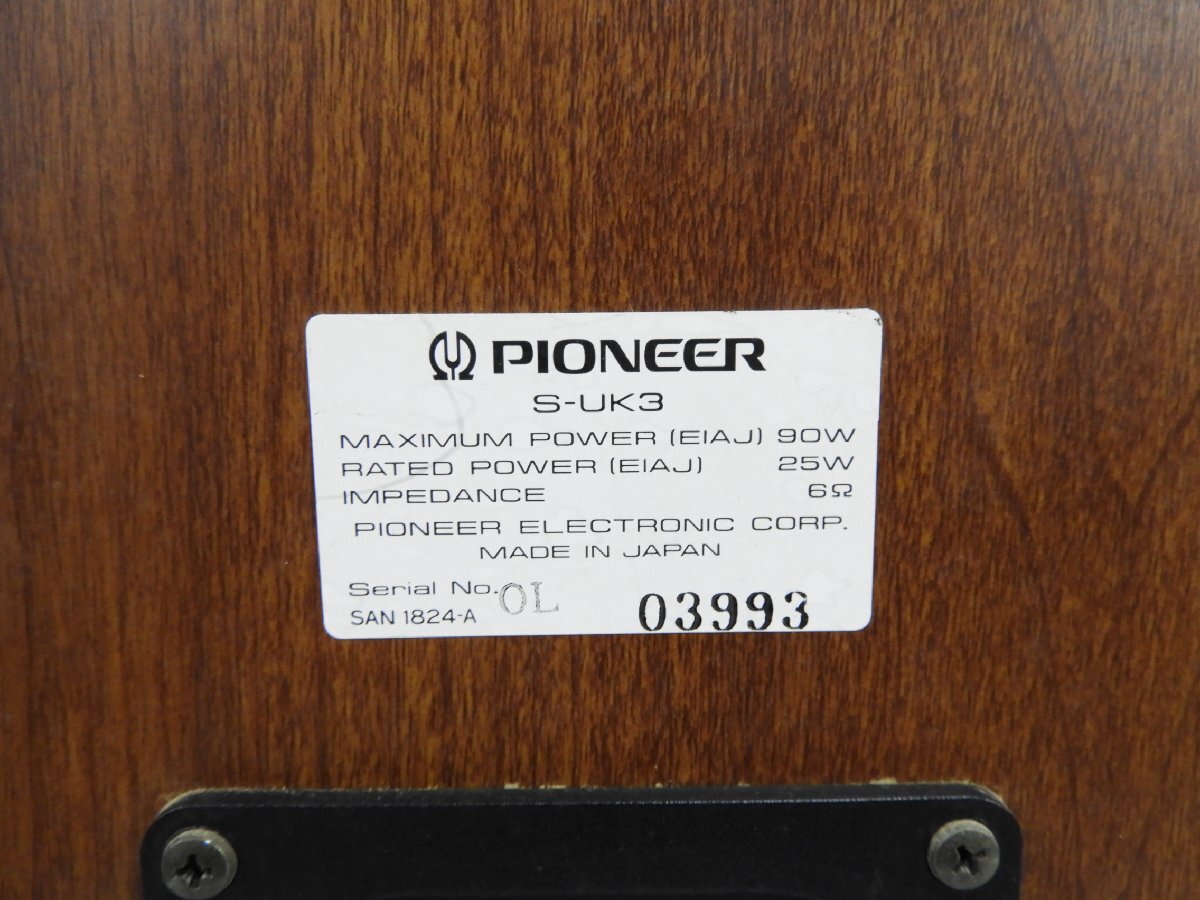 PIONEER
S-UK3
MAXIMUM POWER (EIAJ) 90W
RATED POWER (EIAJ) 25W
IMPEDANCE 6Ω
PIONEER ELECTRONIC CORP.
MADE IN JAPAN
Serial No. OL 03993
SAN 1824-A